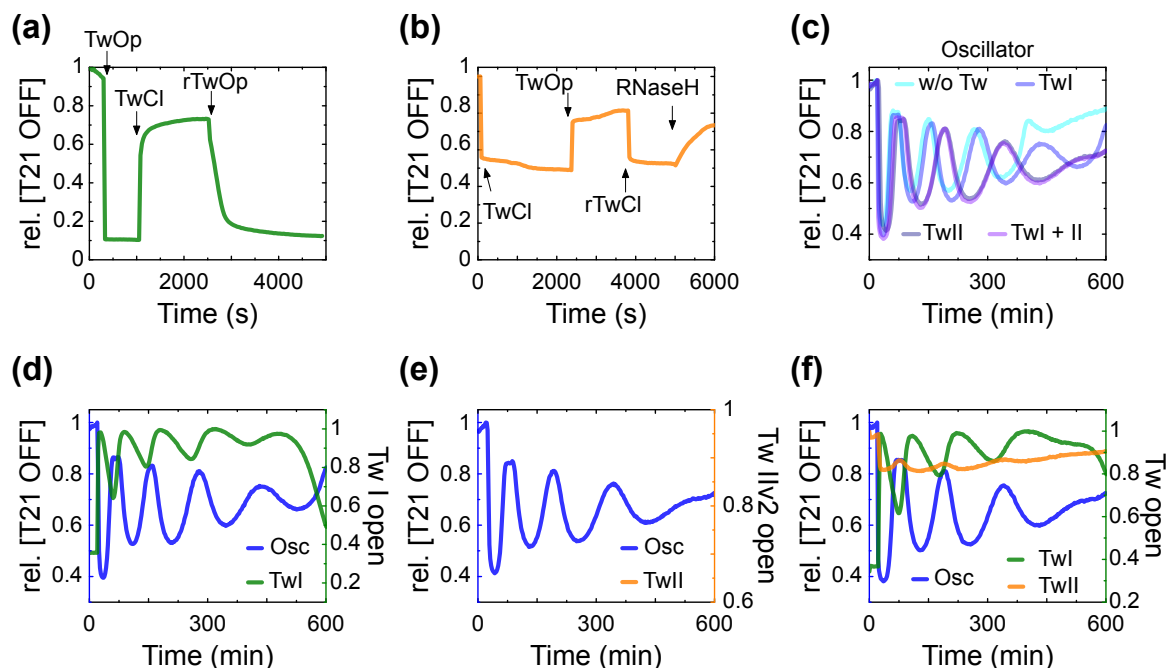 (a)
TwOp
TwCl
rTwOp
rel. [T21 OFF]
1
0.8
0.6
0.4
0.2
0
0 2000 4000
Time (s)
(b)
TwOp
RNaseH
TwCl
rTwCl
rel. [T21 OFF]
1
0.8
0.6
0.4
0.2
0
0 2000 4000 6000
Time (s)
(c)
Oscillator
w/o Tw TwI
TwII TwI + II
rel. [T21 OFF]
1
0.8
0.6
0.4
0 300 600
Time (min)
(d)
rel. [T21 OFF]
1
0.8
0.6
0.4
Osc
TwI
1
0.8
0.6
0.4
0.2
Tw I open
0 300 600
Time (min)
(e)
rel. [T21 OFF]
1
0.8
0.6
0.4
Osc
TwII
1
0.8
0.6
Tw IIv2 open
0 300 600
Time (min)
(f)
rel. [T21 OFF]
1
0.8
0.6
0.4
Osc
TwI
TwII
1
0.8
0.6
0.4
0.2
Tw open
0 300 600
Time (min)